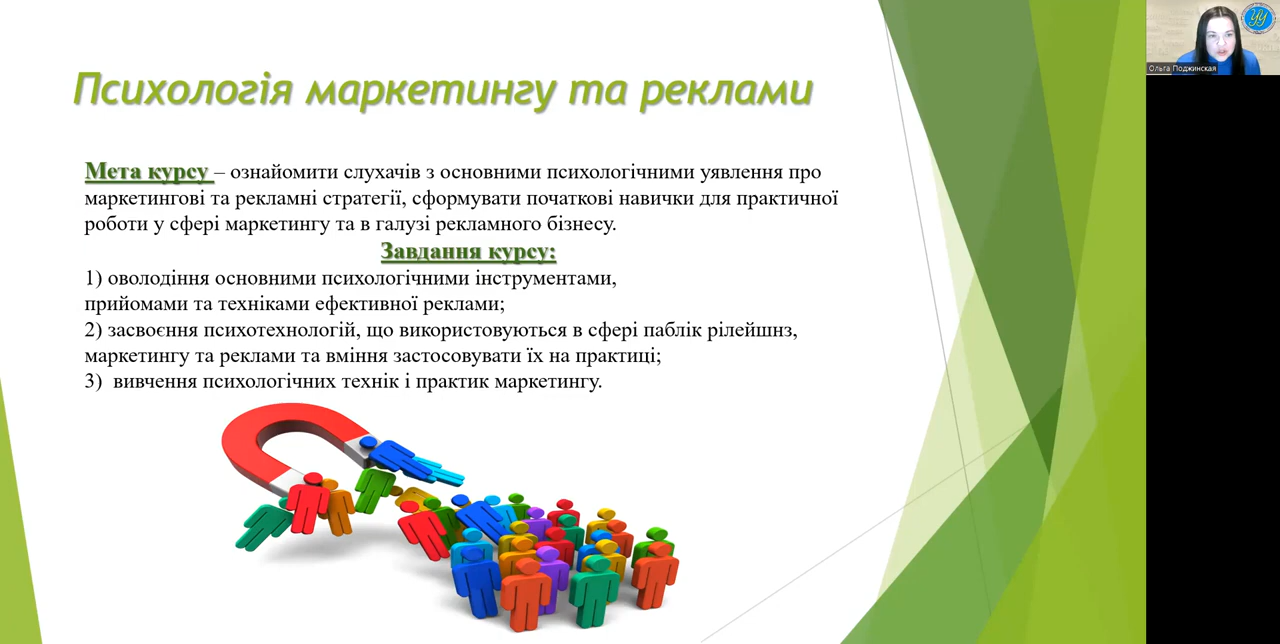 Психологія маркетингу та реклами
Мета курсу – ознайомити слухачів з основними психологічними уявлення про
маркетингові та рекламні стратегії, сформувати початкові навички для практичної
роботи у сфері маркетингу та в галузі рекламного бізнесу.
Завдання курсу:
1) оволодіння основними психологічними інструментами,
прийомами та техніками ефективної реклами;
2) засвоєння психотехнологій, що використовуються в сфері паблік рілейшнз,
маркетингу та реклами та вміння застосовувати їх на практиці;
3) вивчення психологічних технік і практик маркетингу.
Ольга Поджинская